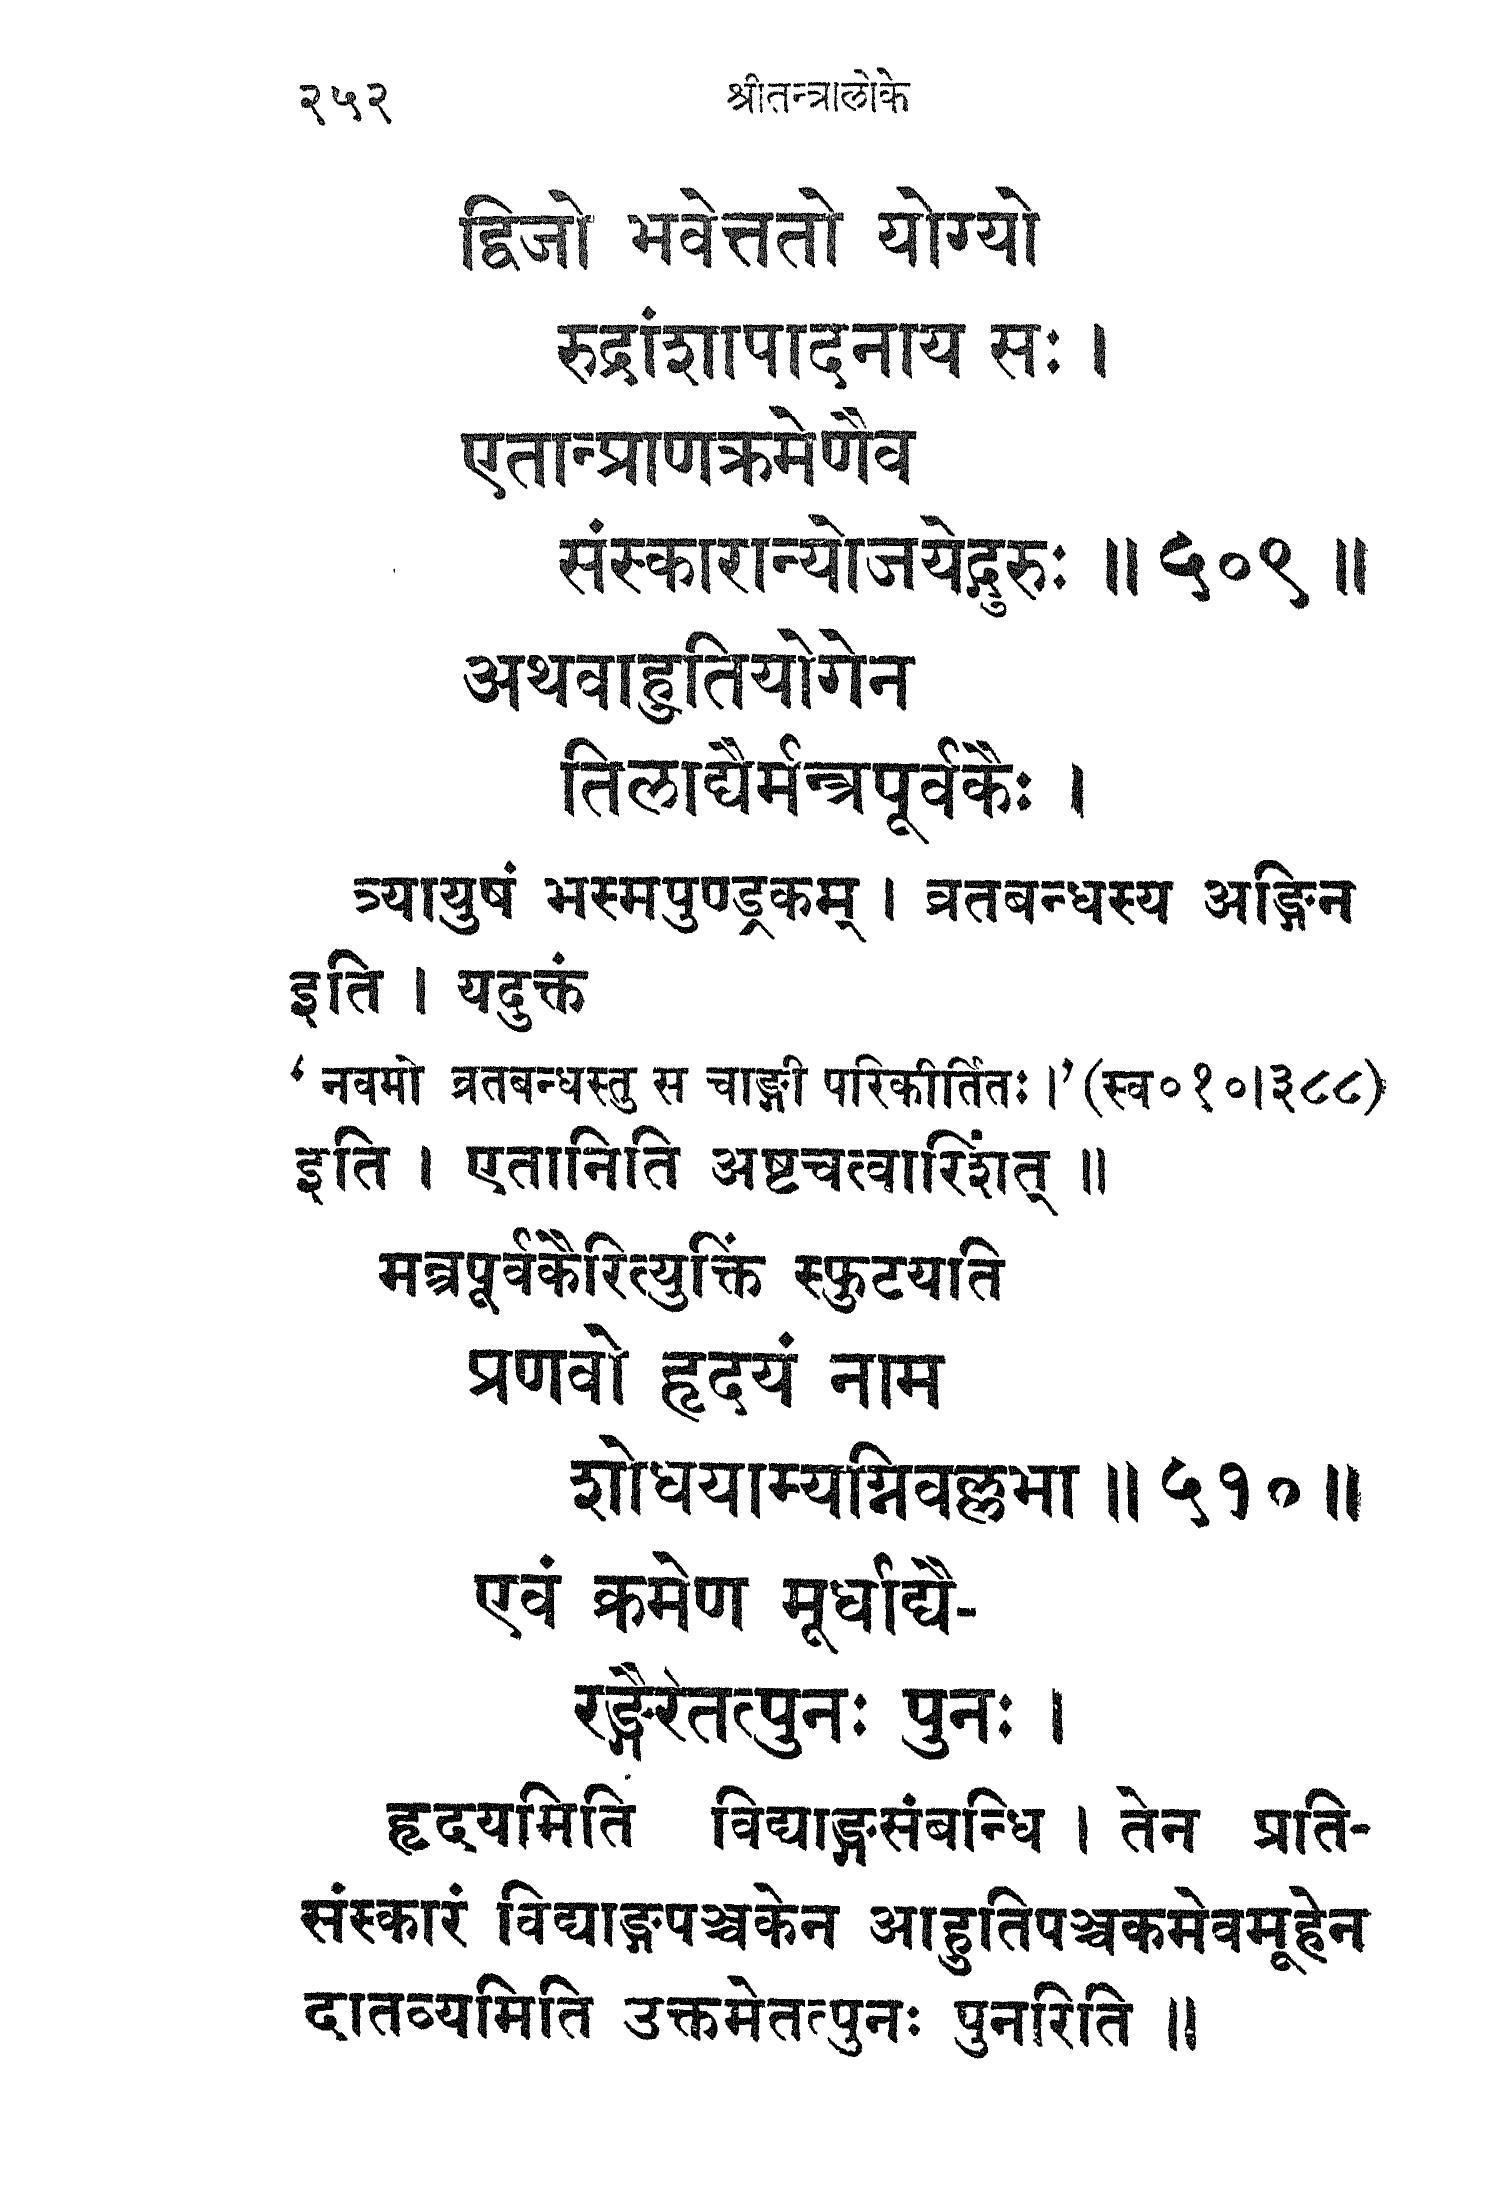 २५२ श्रीतन्त्रालोके
द्विजो भवेत्ततो योग्यो
रुद्रांशापादनाय सः ।
एतान्प्राणक्रमेणैव
संस्कारान्योजयेद्गुरुः ॥ ५०९ ॥
अथवाहुतियोगेन
तिलाद्यैर्मन्त्रपूर्वकैः ।
त्र्यायुषं भस्मपुण्ड्रकम् । व्रतबन्धस्य अङ्गिन
इति । यदुक्तं
‘ नवमो व्रतबन्धस्तु स चाङ्गी परिकीर्तितः ।’ (स्व० १०।३८८)
इति । एतानिति अष्टचत्वारिंशत् ॥
मन्त्रपूर्वकैरित्युक्तिं स्फुटयति
प्रणवो हृदयं नाम
शोधयाम्यग्निवल्लभा ॥ ५१० ॥
एवं क्रमेण मूर्धाद्यै-
रङ्गैरेतत्पुनः पुनः ।
हृदयमिति विद्याङ्गसंबन्धि । तेन प्रति-
संस्कारं विद्याङ्गपञ्चकेन आहुतिपञ्चकमेवमूहेन
दातव्यमिति उक्तमेतत्पुनः पुनरिति ॥